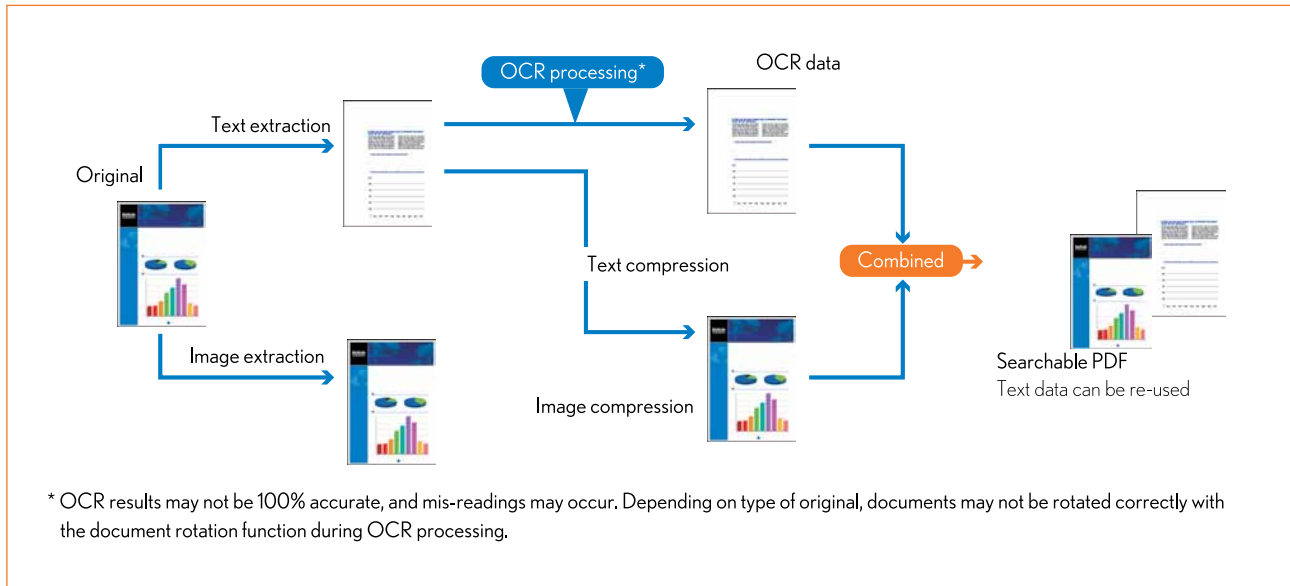 OCR processing*
OCR data
Text extraction
Original
Text compression
Combined
Image extraction
Image compression
Searchable PDF
Text data can be re-used
* OCR results may not be 100% accurate, and mis-readings may occur. Depending on type of original, documents may not be rotated correctly with
the document rotation function during OCR processing.